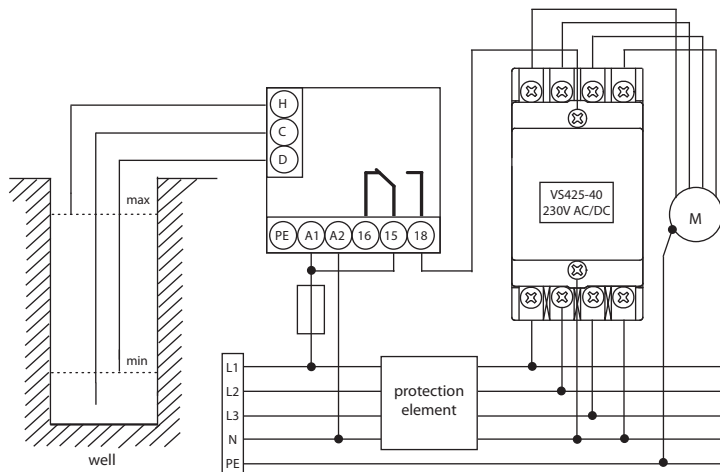 H
C
D
max
VS425-40
230V AC/DC
M
PE A1 A2 16 15 18
min
L1
L2
L3
N
PE
protection
element
well